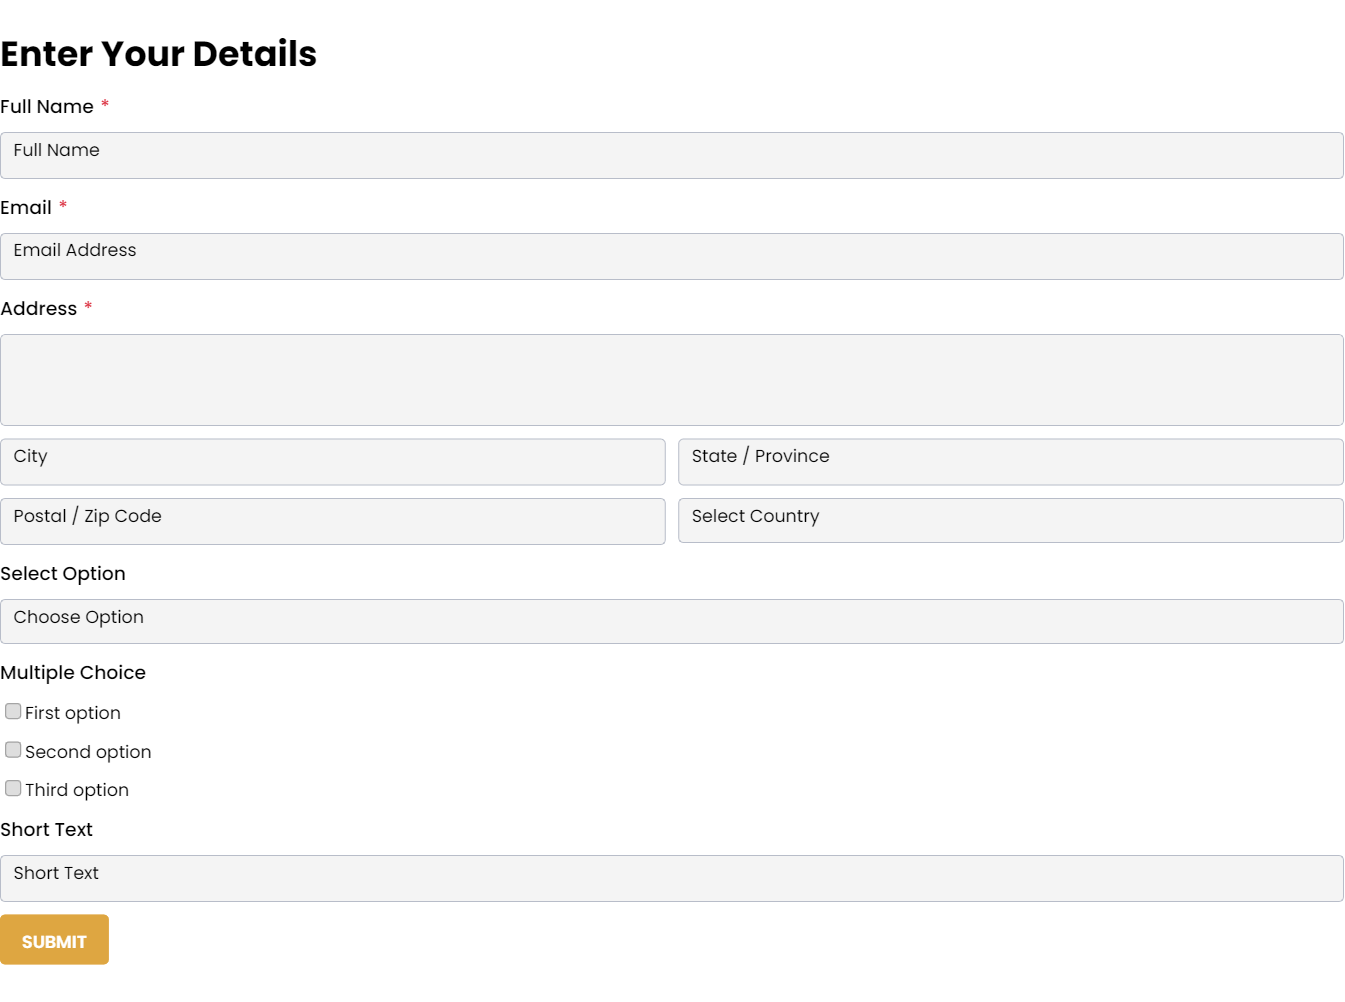 Enter Your Details
Full Name *
Full Name
Email *
Email Address
Address *
City
State / Province
Postal / Zip Code
Select Country
Select Option
Choose Option
Multiple Choice
First option
Second option
Third option
Short Text
Short Text
SUBMIT